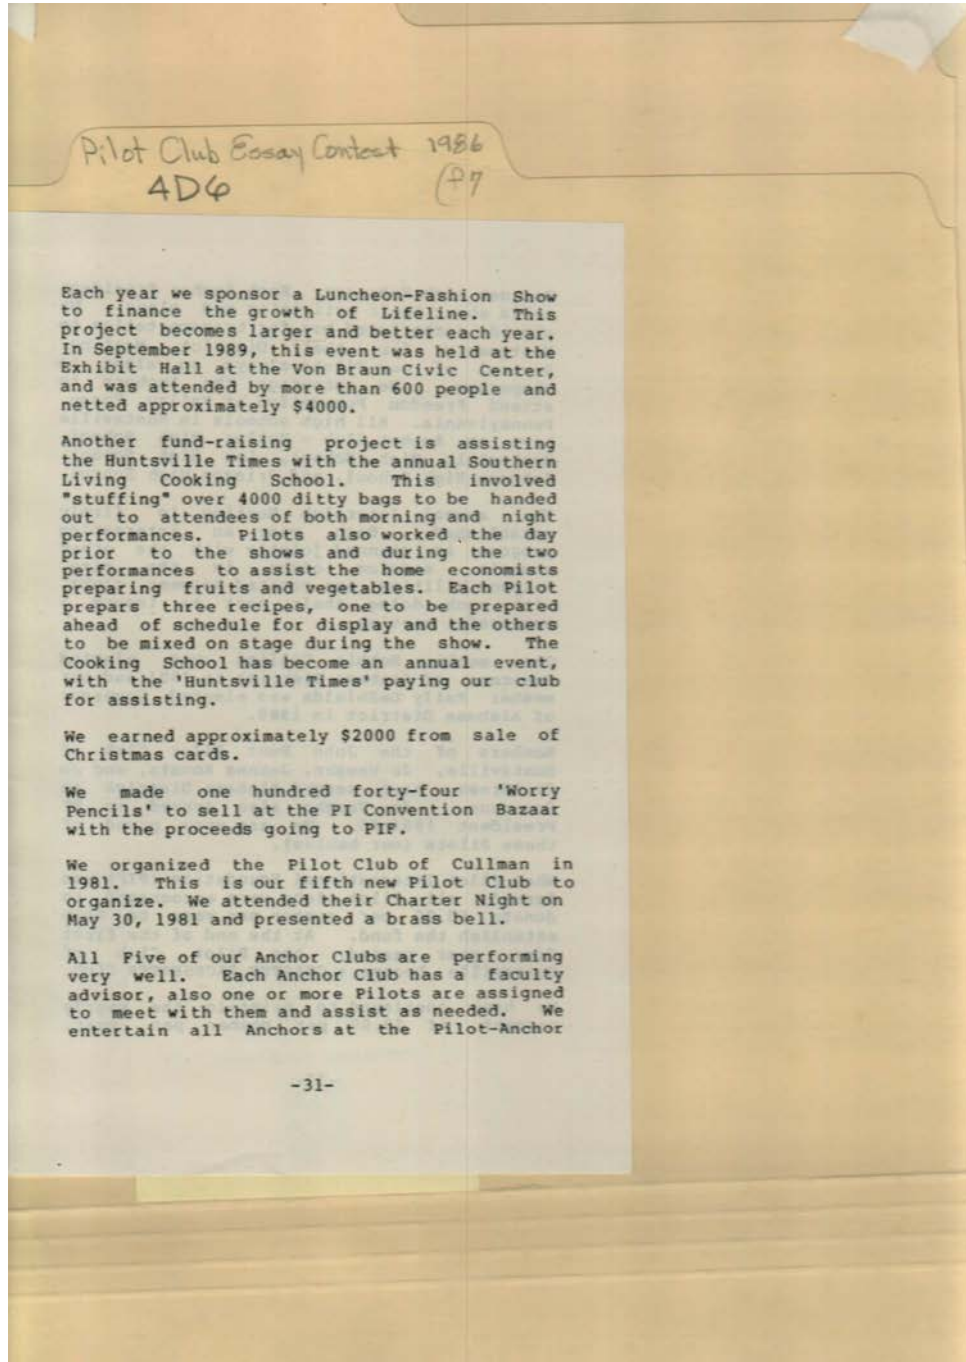 Pilot Club Essay Contest 1986
4D6 (f7
Each year we sponsor a Luncheon-Fashion Show
to finance the growth of Lifeline. This
project becomes larger and better each year.
In September 1989, this event was held at the
Exhibit Hall at the Von Braun Civic Center,
and was attended by more than 600 people and
netted approximately $4000.
Another fund-raising project is assisting
the Huntsville Times with the annual Southern
Living Cooking School. This involved
"stuffing" over 4000 ditty bags to be handed
out to attendees of both morning and night
performances. Pilots also worked the day
prior to the shows and during the two
performances to assist the home economists
preparing fruits and vegetables. Each Pilot
prepars three recipes, one to be prepared
ahead of schedule for display and the others
to be mixed on stage during the show. The
Cooking School has become an annual event,
with the 'Huntsville Times' paying our club
for assisting.
We earned approximately $2000 from sale of
Christmas cards.
We made one hundred forty-four 'Worry
Pencils' to sell at the PI Convention Bazaar
with the proceeds going to PIF.
We organized the Pilot Club of Cullman in
1981. This is our fifth new Pilot Club to
organize. We attended their Charter Night on
May 30, 1981 and presented a brass bell.
All Five of our Anchor Clubs are performing
very well. Each Anchor Club has a faculty
advisor, also one or more Pilots are assigned
to meet with them and assist as needed. We
entertain all Anchors at the Pilot-Anchor
-31-